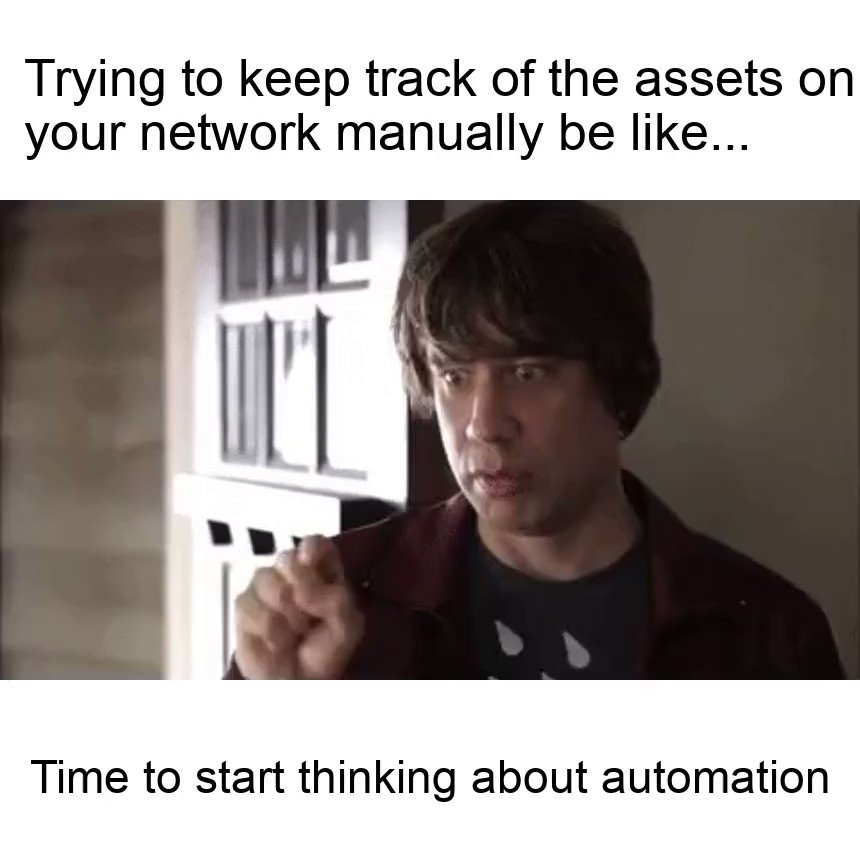 Trying to keep track of the assets on
your network manually be like...
Time to start thinking about automation